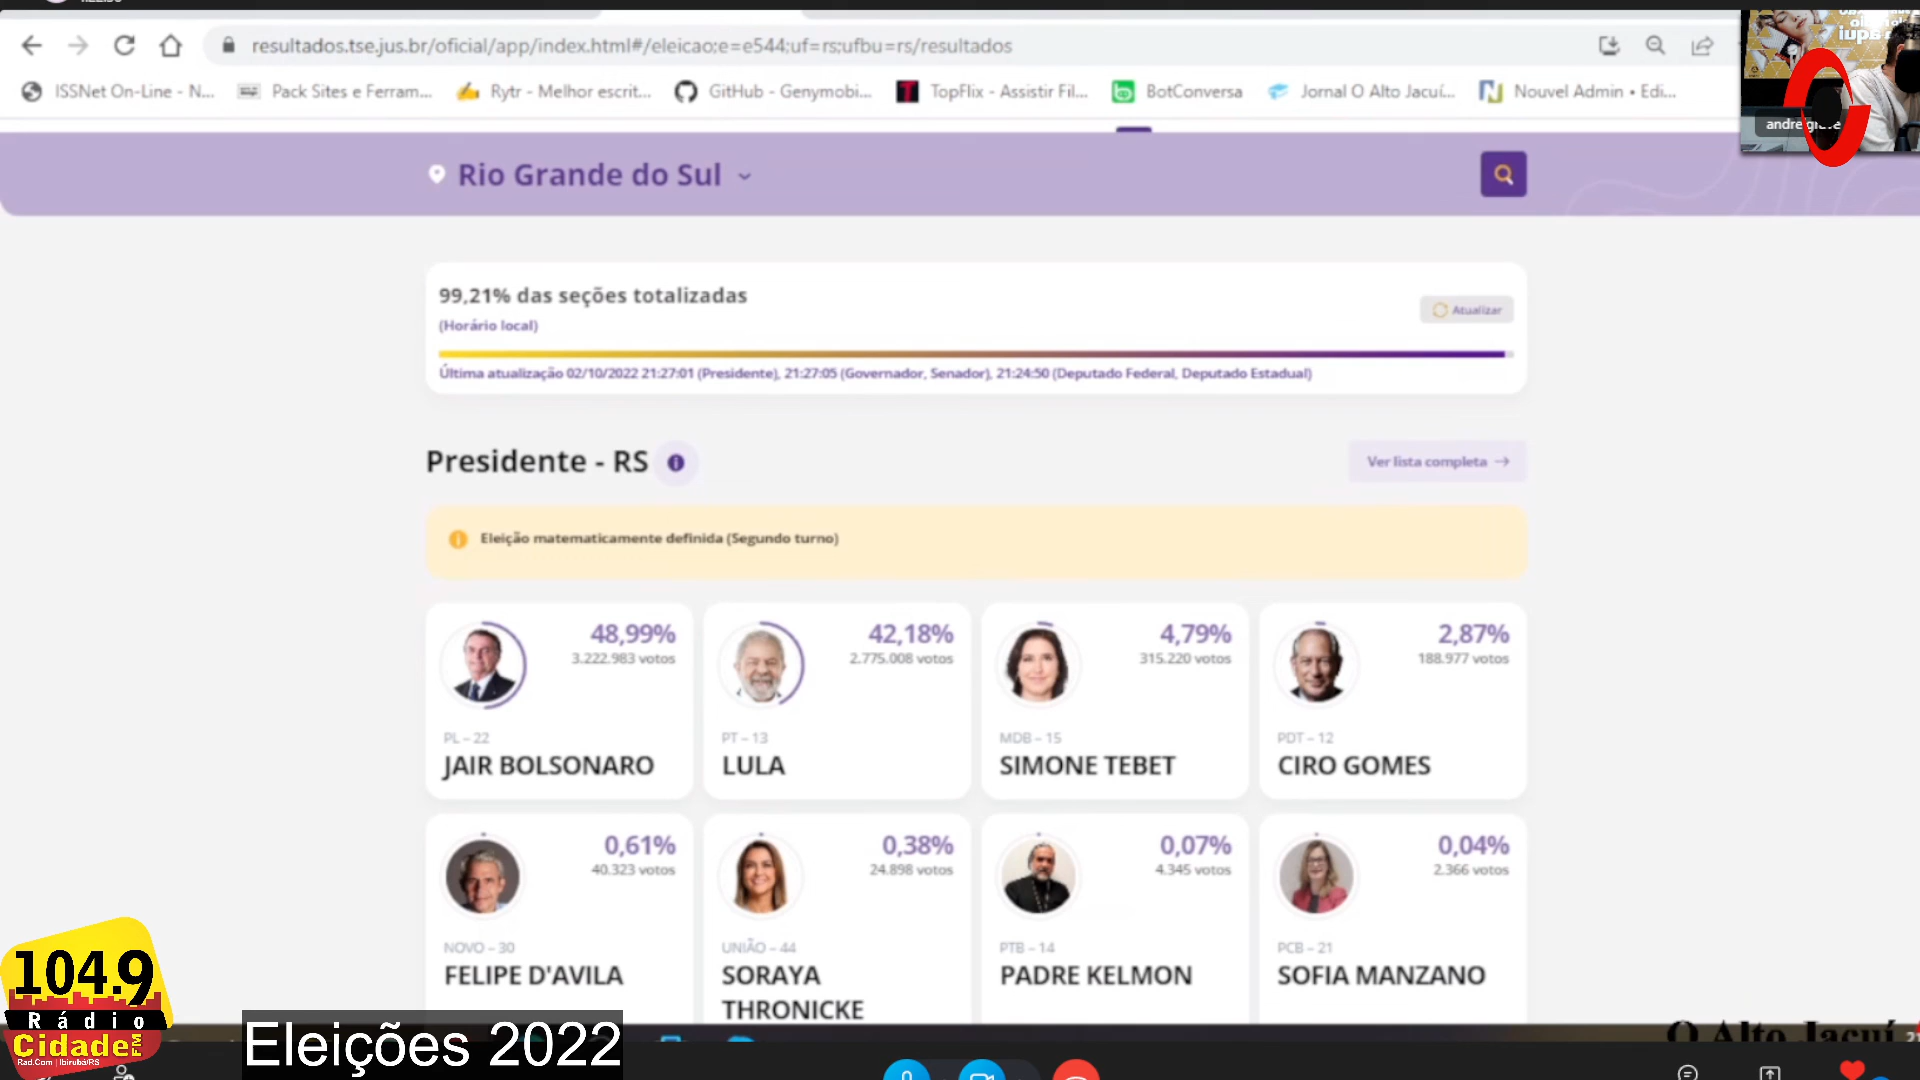 resultados.tse.jus.br/oficial/app/index.html#/eleicao;e=e544;uf=rs;ufbu=rs/resultados
ISSNet On-Line - N...
Pack Sites e Ferram...
Rytr - Melhor escrit...
GitHub - Genymobi...
TopFlix - Assistir Fil...
BotConversa
Jornal O Alto Jacuí...
Nouvel Admin • Edi...
Rio Grande do Sul
99,21% das seções totalizadas
(Horário local)
Atualizar
Última atualização 02/10/2022 21:27:01 (Presidente), 21:27:05 (Governador, Senador), 21:24:50 (Deputado Federal, Deputado Estadual)
Presidente - RS
Ver lista completa →
Eleição matematicamente definida (Segundo turno)
48,99%
3.222.983 votos
PL – 22
JAIR BOLSONARO
42,18%
2.775.008 votos
PT – 13
LULA
4,79%
315.220 votos
MDB – 15
SIMONE TEBET
2,87%
188.977 votos
PDT – 12
CIRO GOMES
0,61%
40.323 votos
NOVO – 30
FELIPE D'AVILA
0,38%
24.898 votos
UNIÃO – 44
SORAYA
THRONICKE
0,07%
4.345 votos
PTB – 14
PADRE KELMON
0,04%
2.366 votos
PCB – 21
SOFIA MANZANO
104.9
Rádio
Cidade FM
Rad.Com | Ibirubá/RS
Eleições 2022
O Alto Jacuí